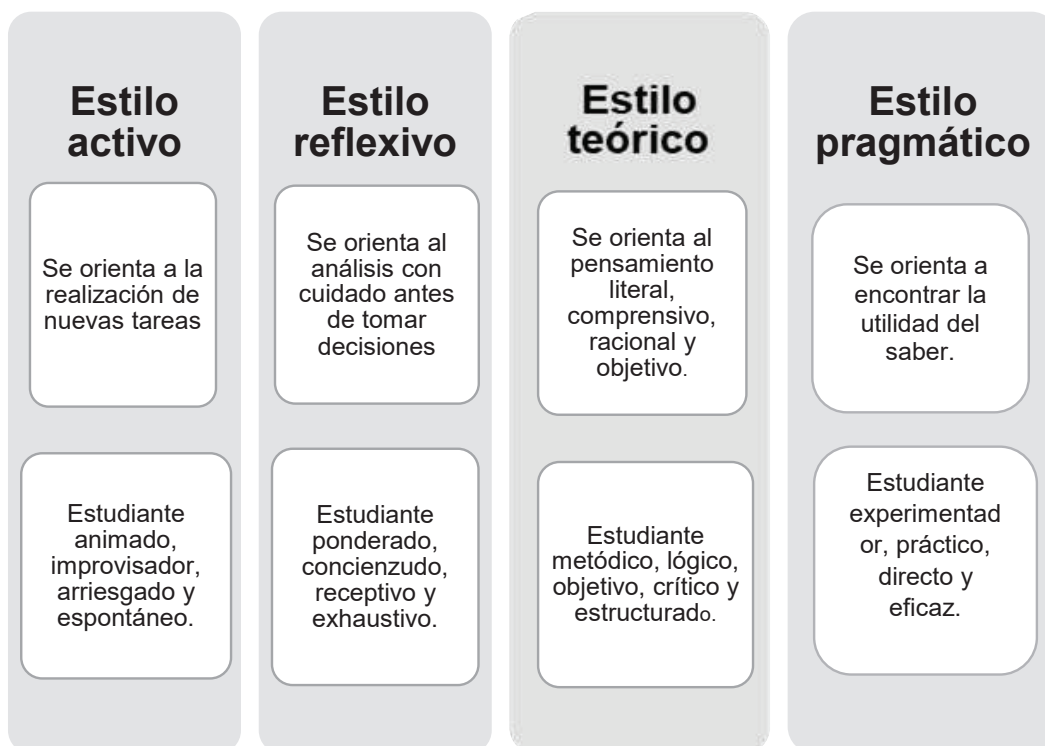 Estilo
activo
Se orienta a la
realización de
nuevas tareas
Estudiante
animado,
improvisador,
arriesgado y
espontáneo.
Estilo
reflexivo
Se orienta al
análisis con
cuidado antes
de tomar
decisiones
Estudiante
ponderado,
concienzudo,
receptivo y
exhaustivo.
Estilo
teórico
Se orienta al
pensamiento
literal,
comprensivo,
racional y
objetivo.
Estudiante
metódico, lógico,
objetivo, crítico y
estructurado.
Estilo
pragmático
Se orienta a
encontrar la
utilidad del
saber.
Estudiante
experimentad
or, práctico,
directo y
eficaz.